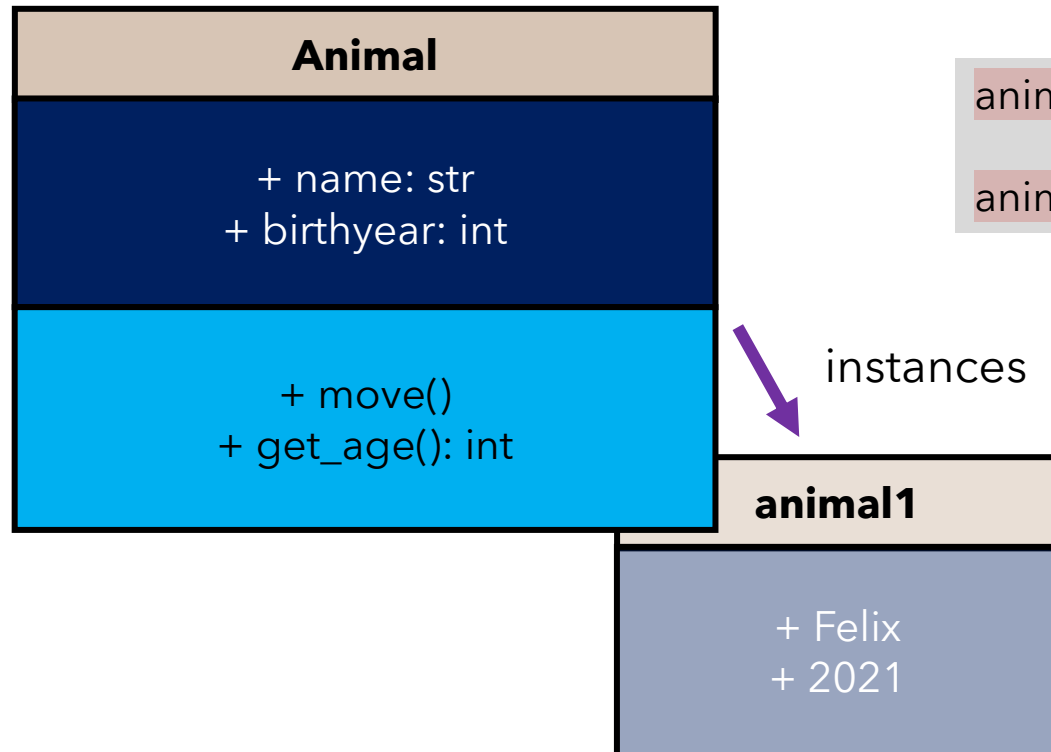 Animal
+ name: str
+ birthyear: int
+ move()
+ get_age(): int
instances
animal1
+ Felix
+ 2021